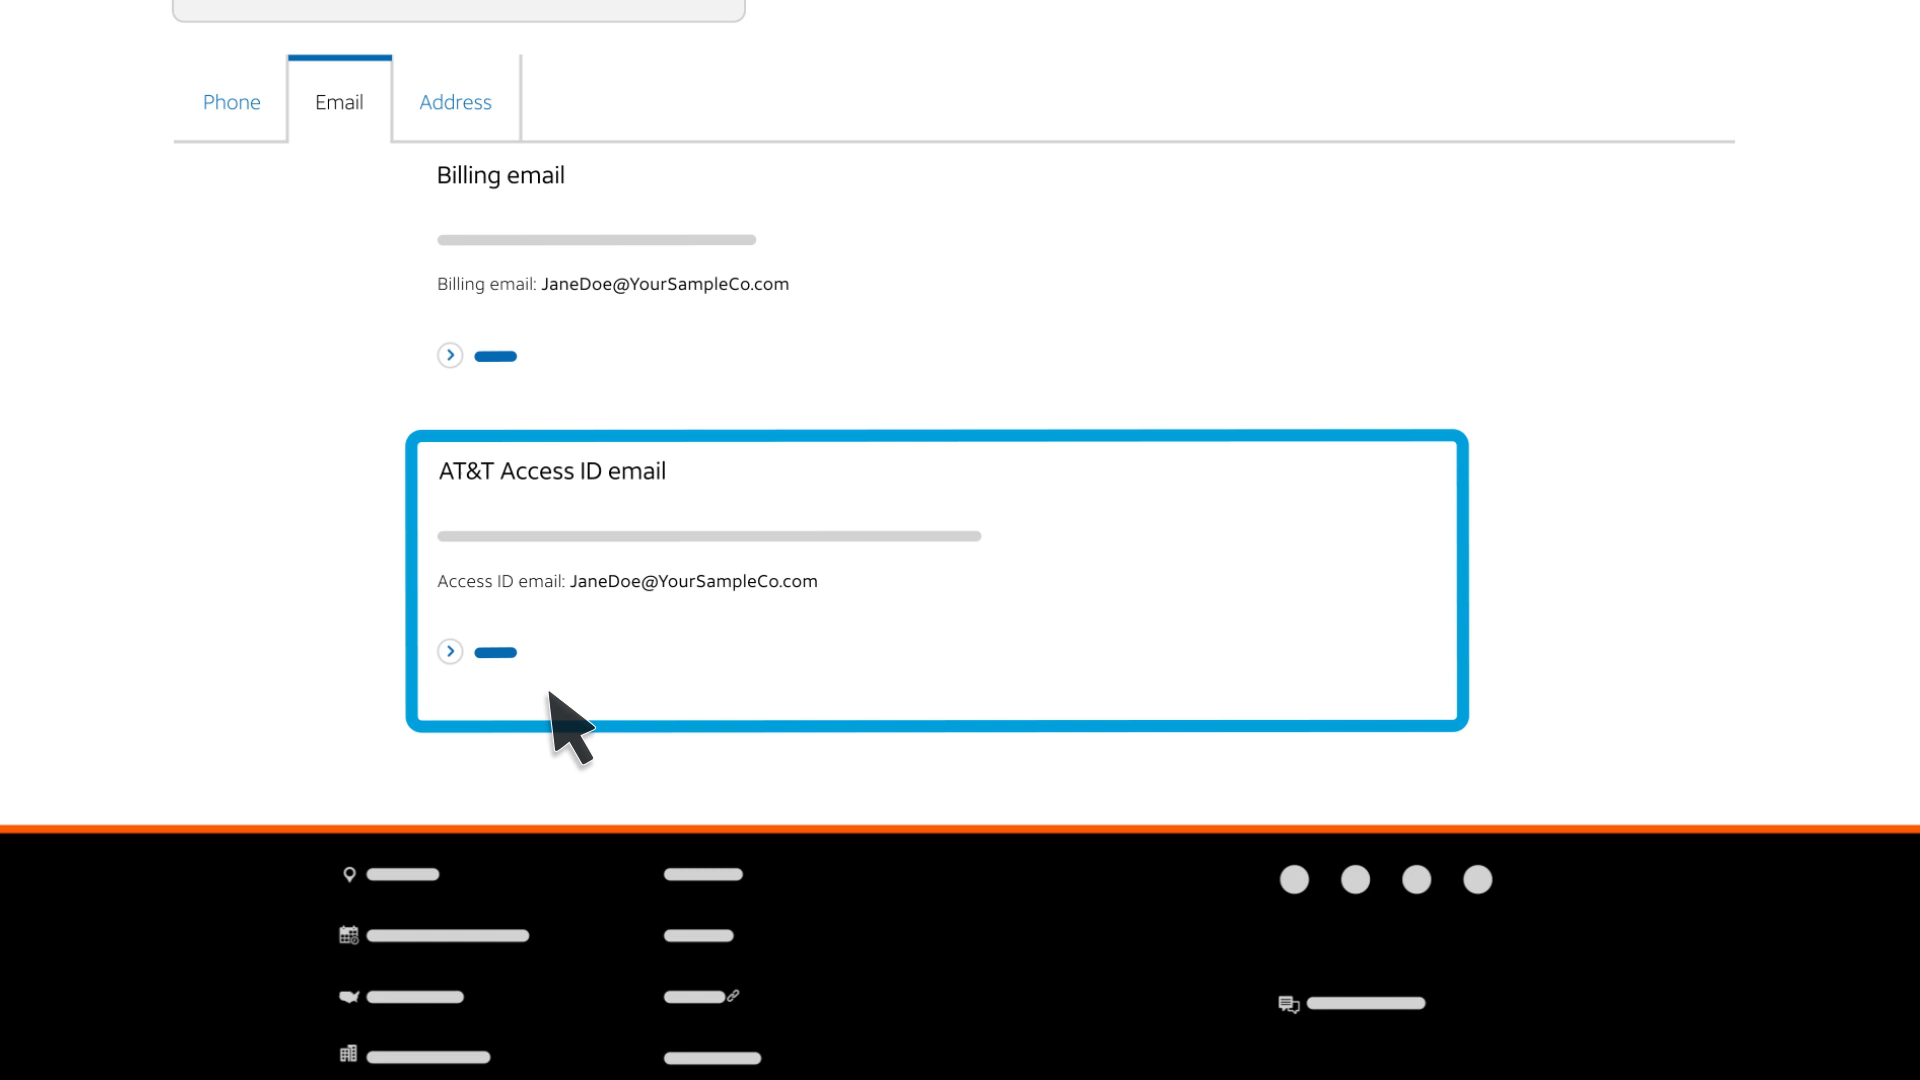 Phone
Email
Address
Billing email
Billing email: JaneDoe@YourSampleCo.com
AT&T Access ID email
Access ID email: JaneDoe@YourSampleCo.com